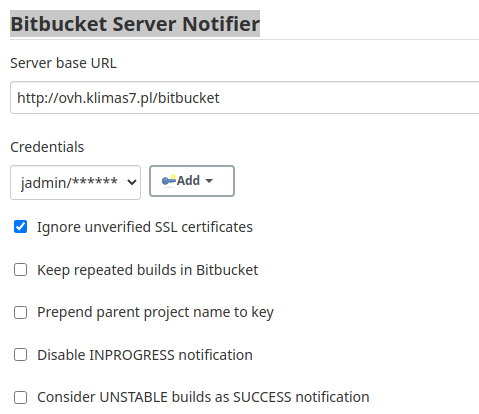 Bitbucket Server Notifier
Server base URL
http://ovh.klimas7.pl/bitbucket
Credentials
jadmin/******
Add
Ignore unverified SSL certificates
Keep repeated builds in Bitbucket
Prepend parent project name to key
Disable INPROGRESS notification
Consider UNSTABLE builds as SUCCESS notification